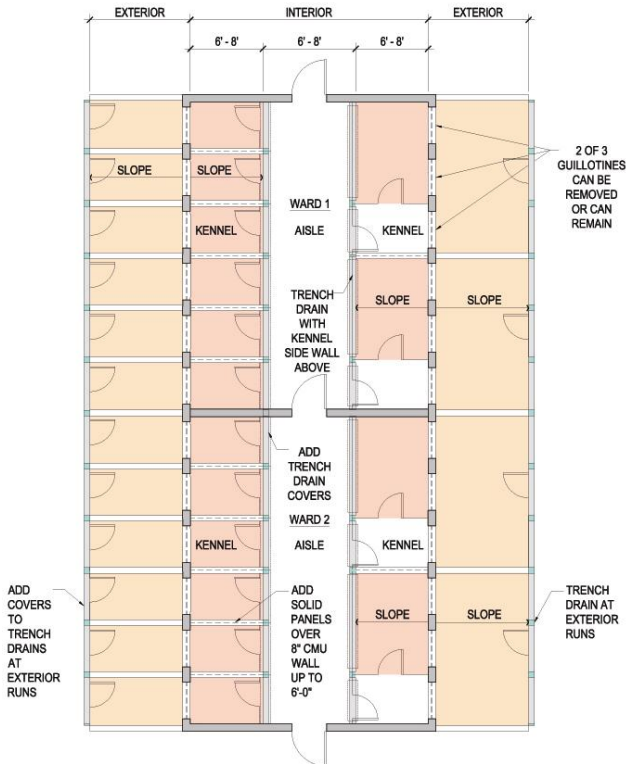 EXTERIOR
INTERIOR
EXTERIOR
6' - 8'
6' - 8'
6' - 8'
2 OF 3
GUILLOTINES
CAN BE
REMOVED
OR CAN
REMAIN
SLOPE
SLOPE
WARD 1
KENNEL
AISLE
KENNEL
TRENCH
DRAIN
WITH
KENNEL
SIDE WALL
ABOVE
SLOPE
SLOPE
ADD
TRENCH
DRAIN
COVERS
WARD 2
KENNEL
AISLE
KENNEL
ADD
COVERS
TO
TRENCH
DRAINS
AT
EXTERIOR
RUNS
ADD
SOLID
PANELS
OVER
8" CMU
WALL
UP TO
6'-0"
SLOPE
SLOPE
TRENCH
DRAIN AT
EXTERIOR
RUNS